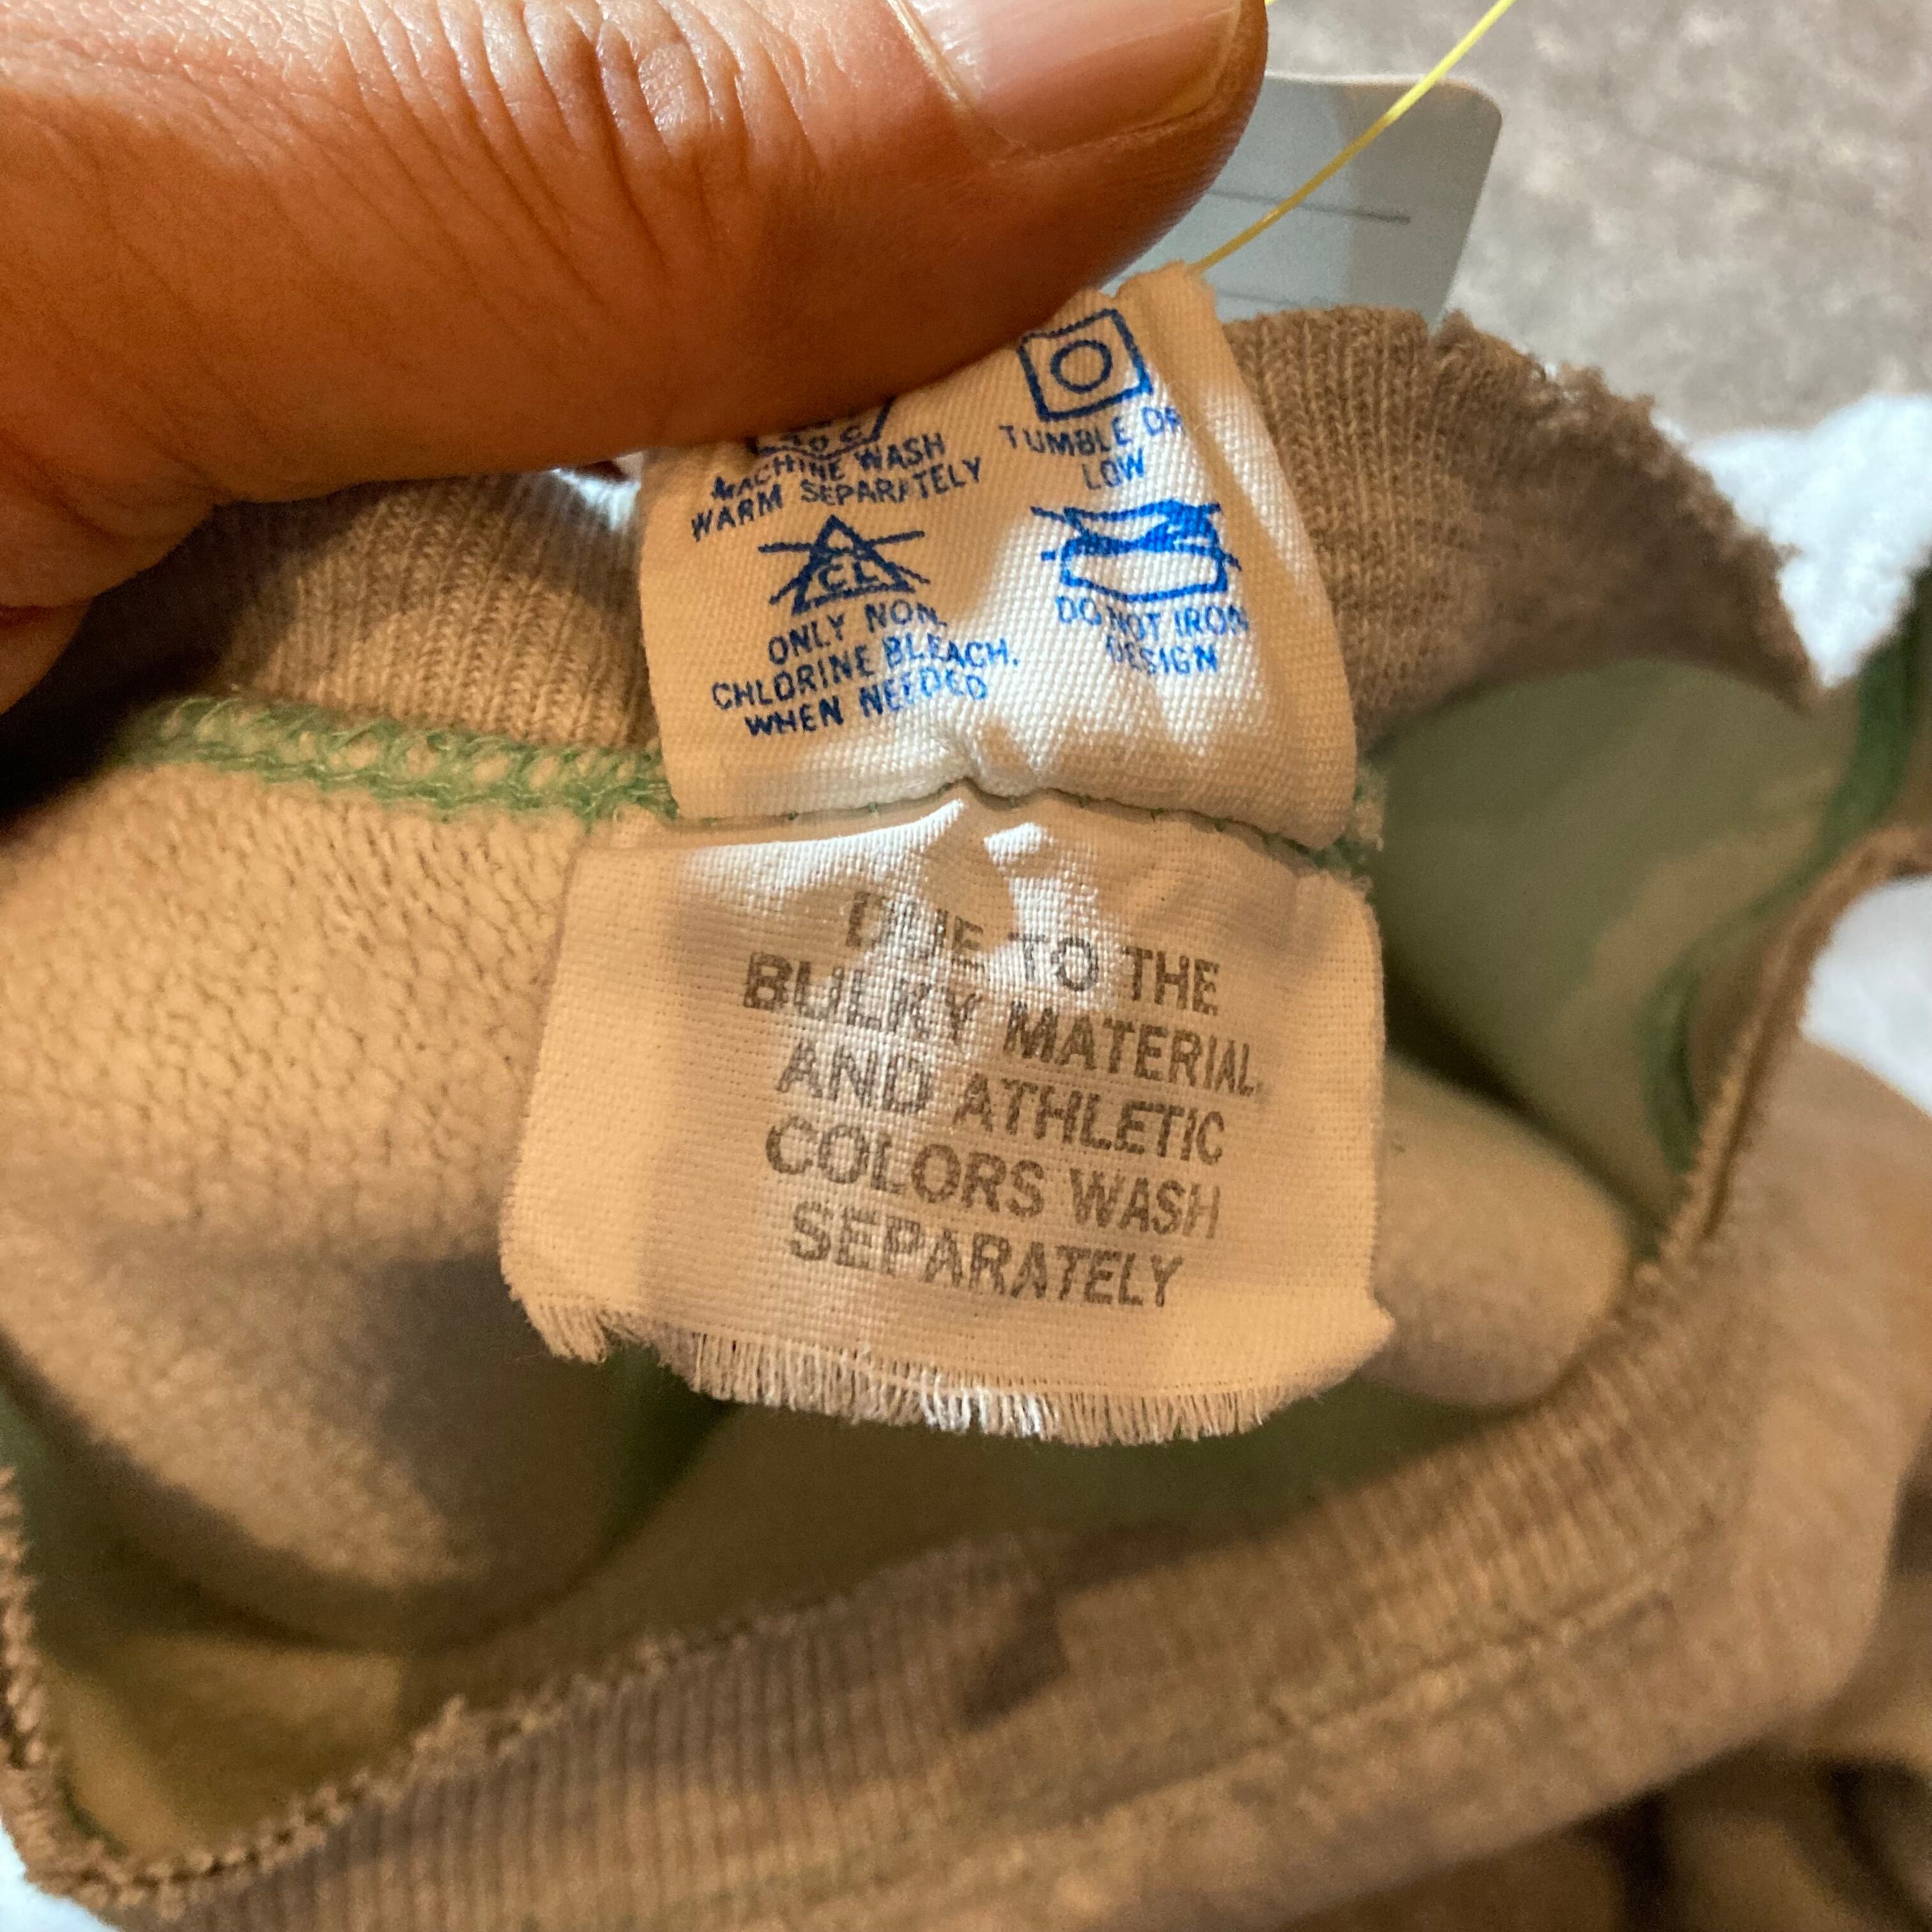 40 C
MACHINE WASH
WARM SEPARATELY
TUMBLE
LOW
CL
ONLY NON
CHLORINE BLEACH.
WHEN NEEDED
DO NOT IRON
DESIGN
DUE TO THE
BULKY MATERIAL
AND ATHLETIC
COLORS WASH
SEPARATELY